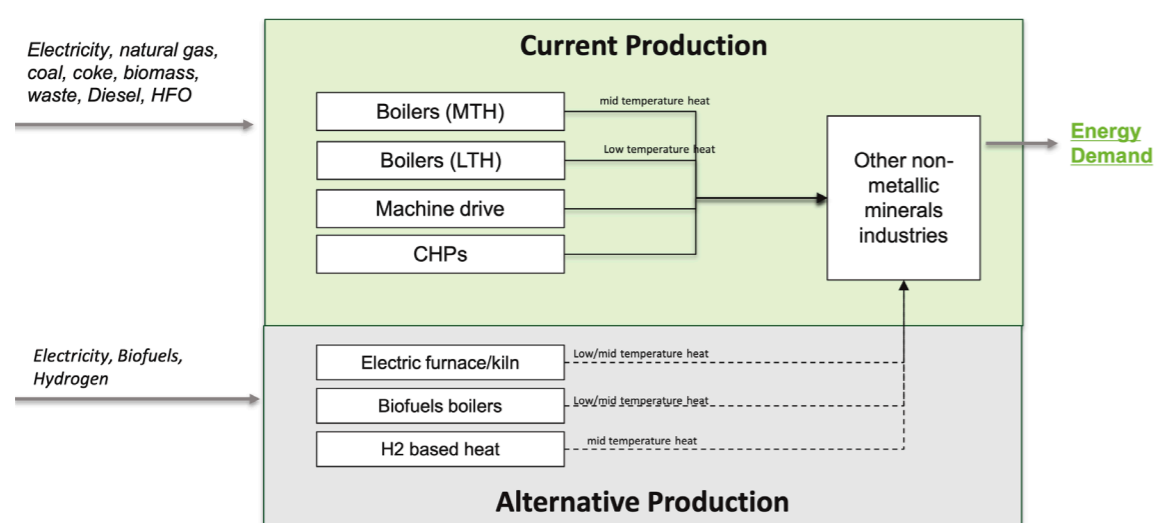 Current Production
Electricity, natural gas,
coal, coke, biomass,
waste, Diesel, HFO
Boilers (MTH)
mid temperature heat
Boilers (LTH)
Low temperature heat
Machine drive
CHPs
Other non-
metallic
minerals
industries
Energy
Demand
Electricity, Biofuels,
Hydrogen
Electric furnace/kiln
Low/mid temperature heat
Biofuels boilers
Low/mid temperature heat
H2 based heat
mid temperature heat
Alternative Production